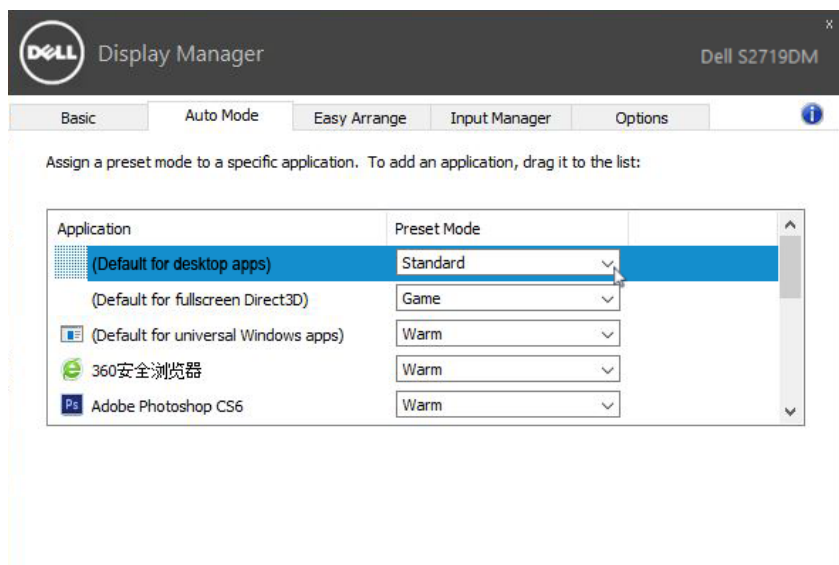 x
DELL Display Manager Dell S2719DM
Basic Auto Mode Easy Arrange Input Manager Options i
Assign a preset mode to a specific application. To add an application, drag it to the list:
Application Preset Mode
(Default for desktop apps) Standard
(Default for fullscreen Direct3D) Game
(Default for universal Windows apps) Warm
360安全浏览器 Warm
Ps Adobe Photoshop CS6 Warm